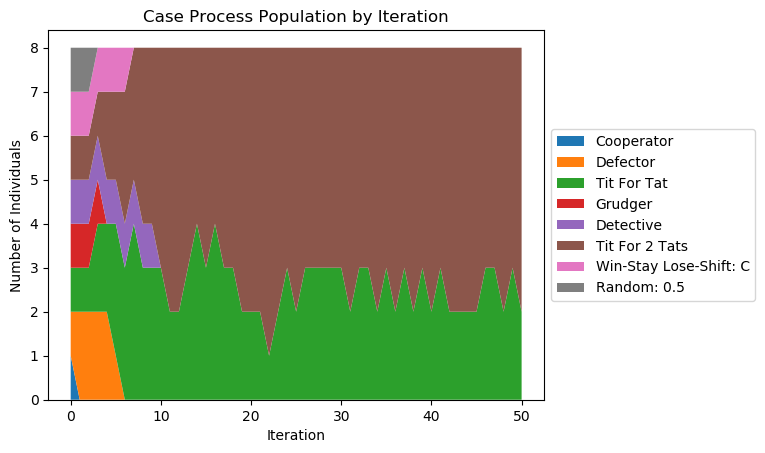 Case Process Population by Iteration
Number of Individuals
8
7
6
5
4
3
2
1
0
0 10 20 30 40 50
Iteration
Cooperator
Defector
Tit For Tat
Grudger
Detective
Tit For 2 Tats
Win-Stay Lose-Shift: C
Random: 0.5